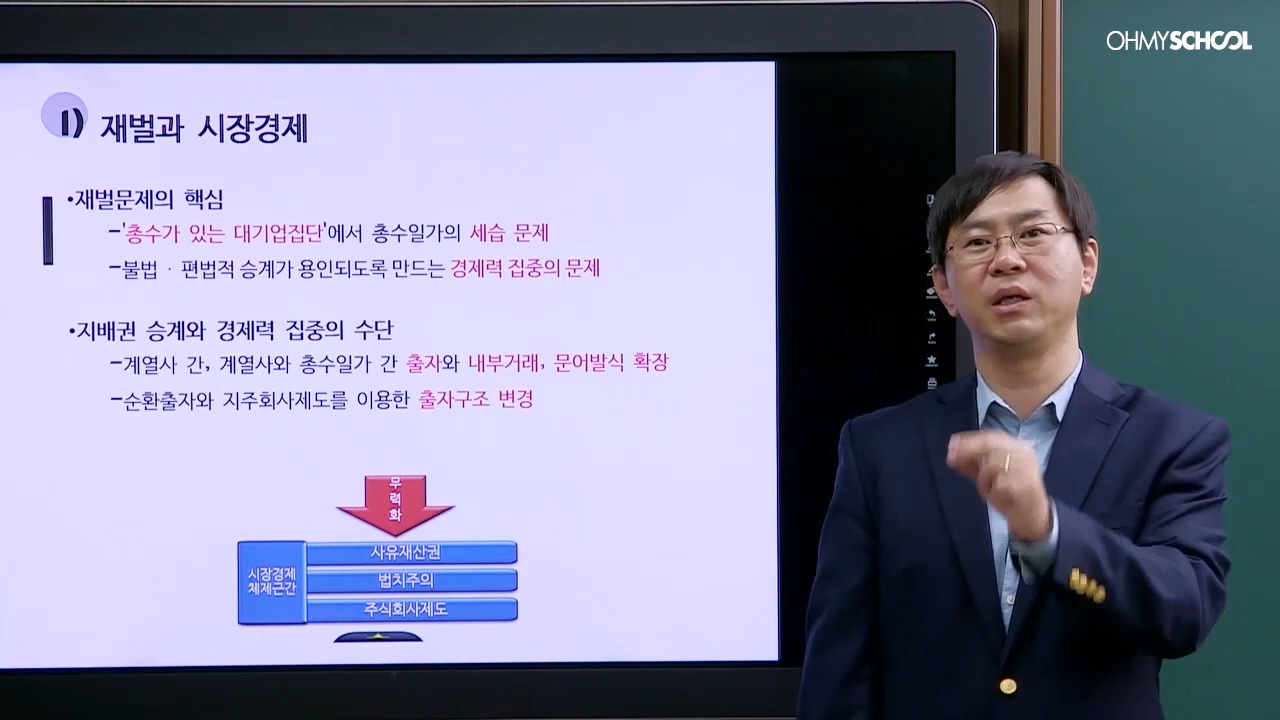 OHMYSCHOOL
1) 재벌과 시장경제
•재벌문제의 핵심
-'총수가 있는 대기업집단'에서 총수일가의 세습 문제
-불법 · 편법적 승계가 용인되도록 만드는 경제력 집중의 문제
•지배권 승계와 경제력 집중의 수단
-계열사 간, 계열사와 총수일가 간 출자와 내부거래, 문어발식 확장
-순환출자와 지주회사제도를 이용한 출자구조 변경
무
력
화
시장경제
체제근간
사유재산권
법치주의
주식회사제도